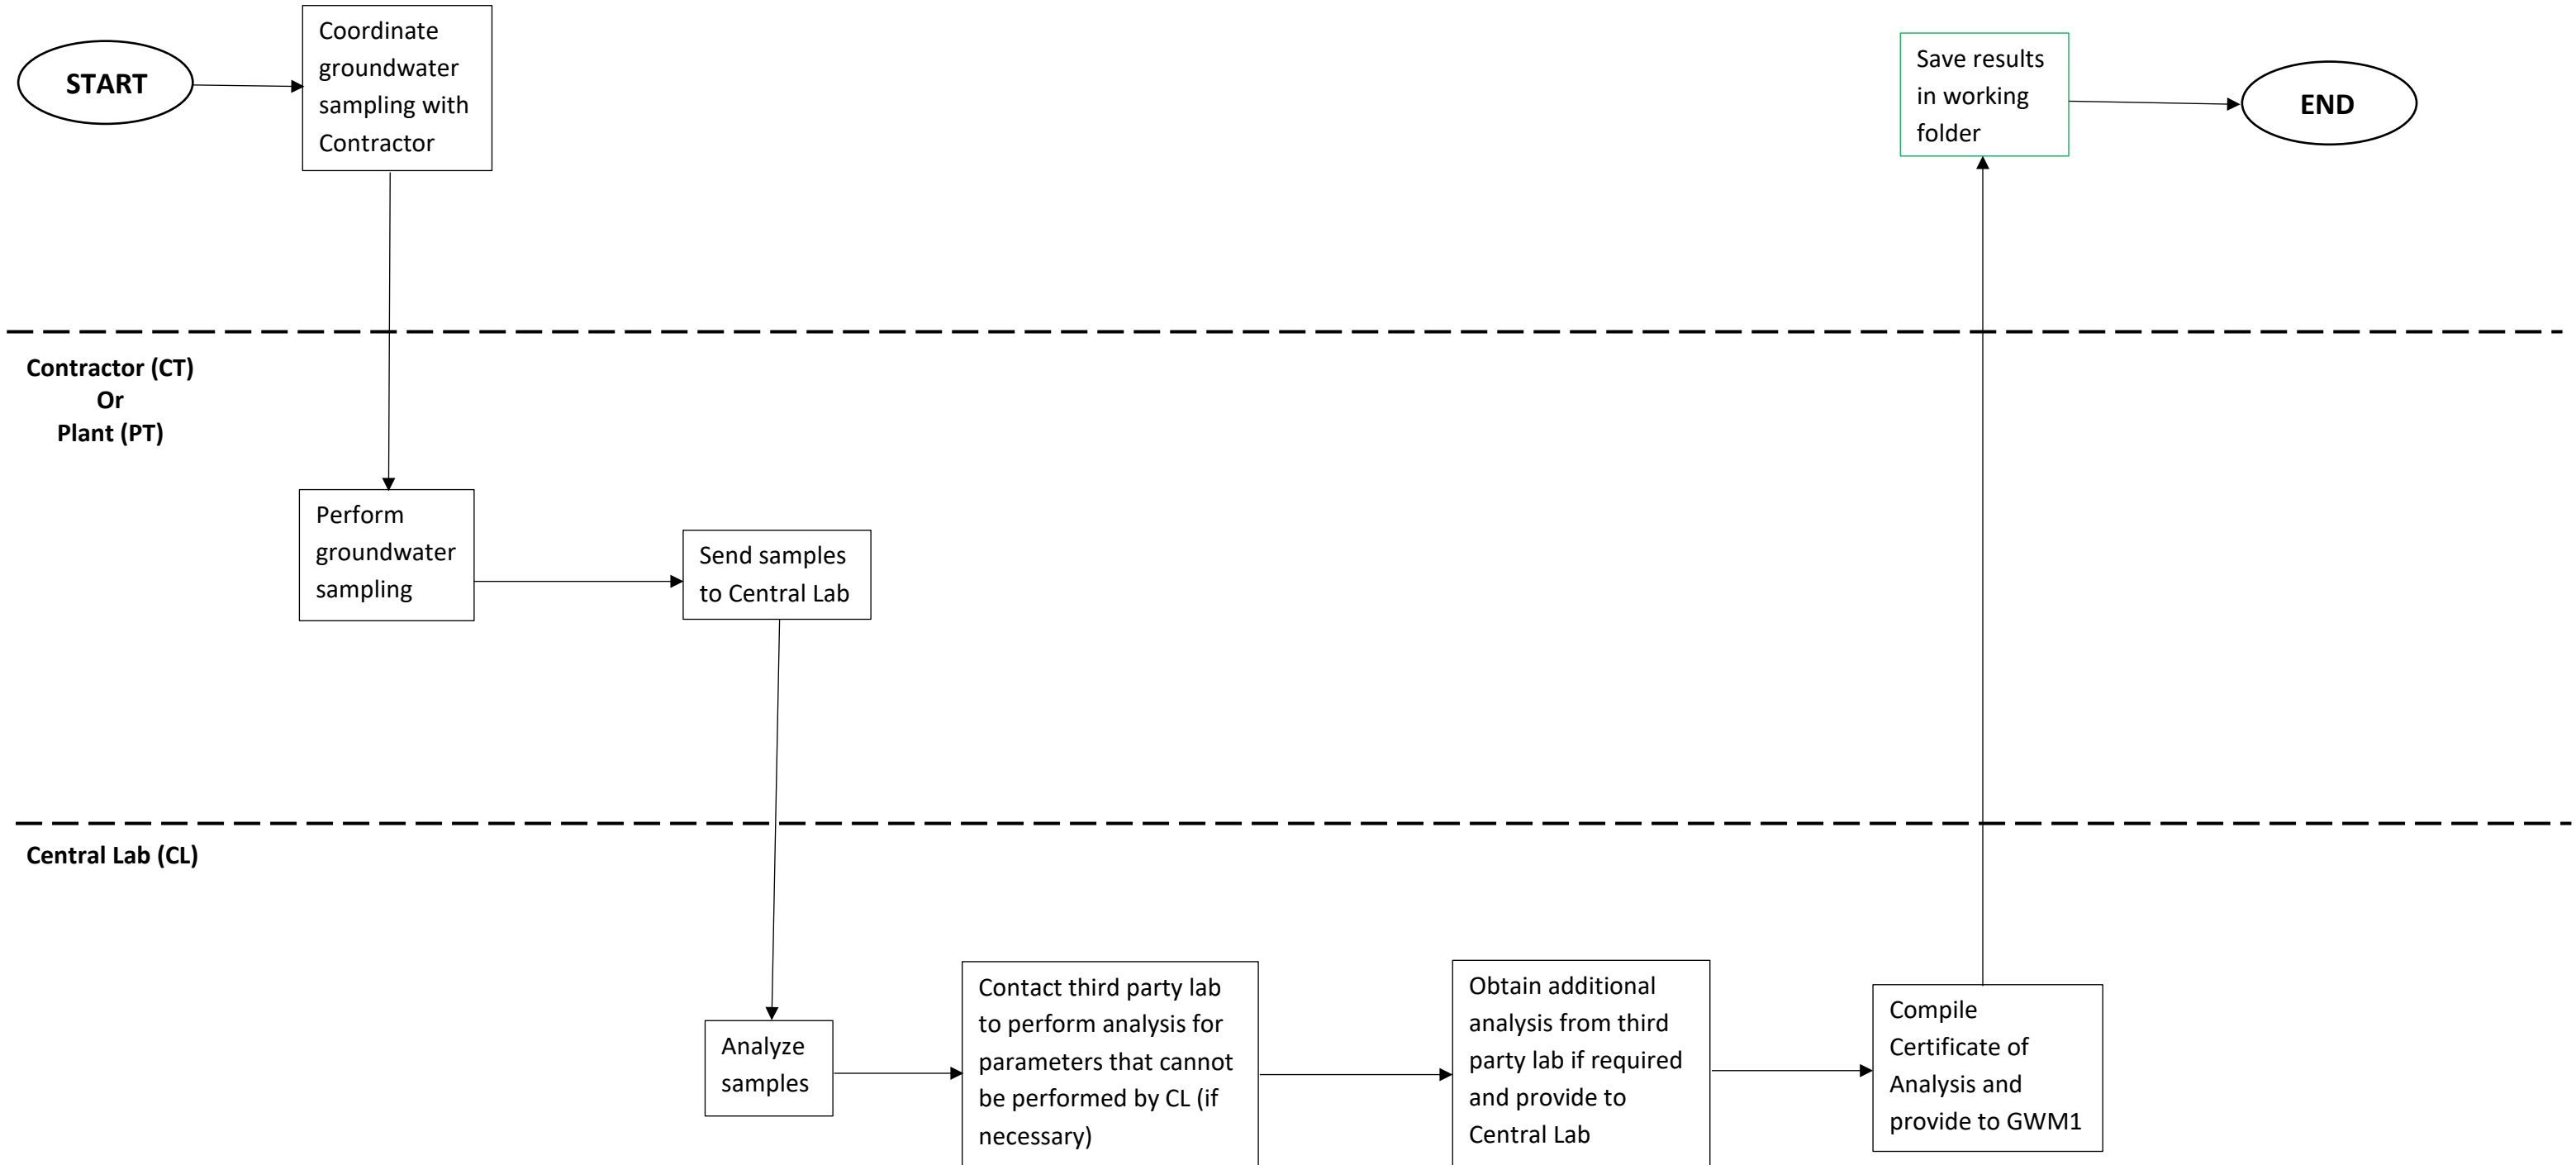 START
Coordinate
groundwater
sampling with
Contractor
Save results
in working
folder
END
Contractor (CT)
Or
Plant (PT)
Perform
groundwater
sampling
Send samples
to Central Lab
Central Lab (CL)
Analyze
samples
Contact third party lab
to perform analysis for
parameters that cannot
be performed by CL (if
necessary)
Obtain additional
analysis from third
party lab if required
and provide to
Central Lab
Compile
Certificate of
Analysis and
provide to GWM1